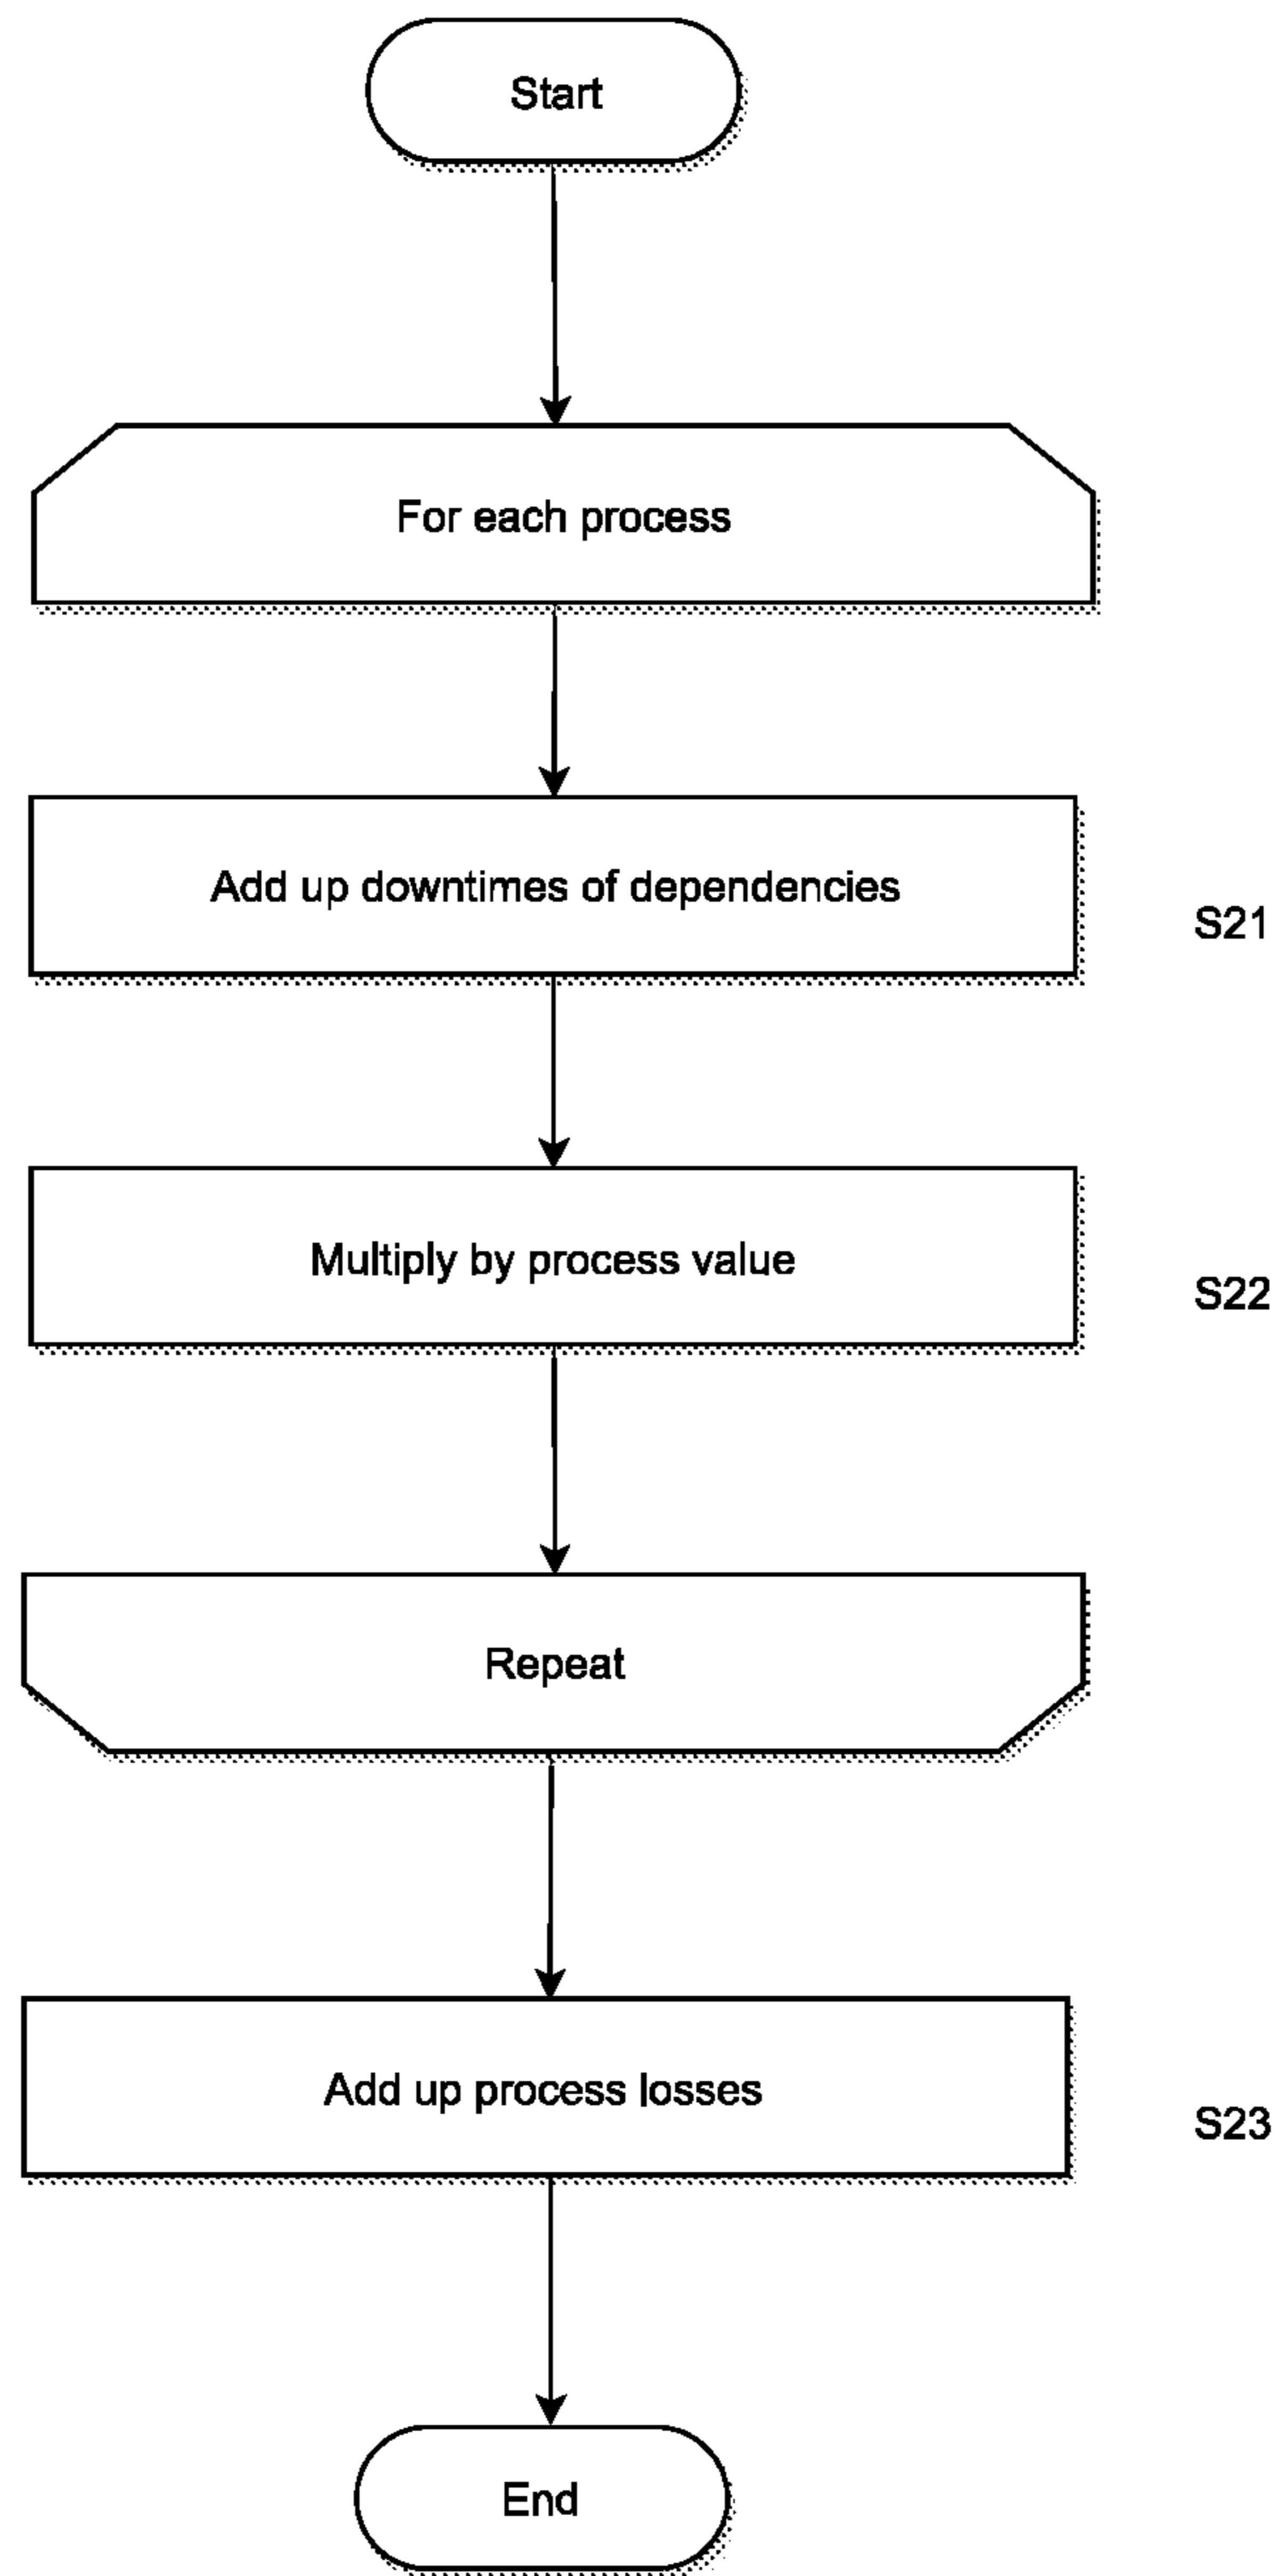 Start
For each process
Add up downtimes of dependencies
S21
Multiply by process value
S22
Repeat
Add up process losses
S23
End